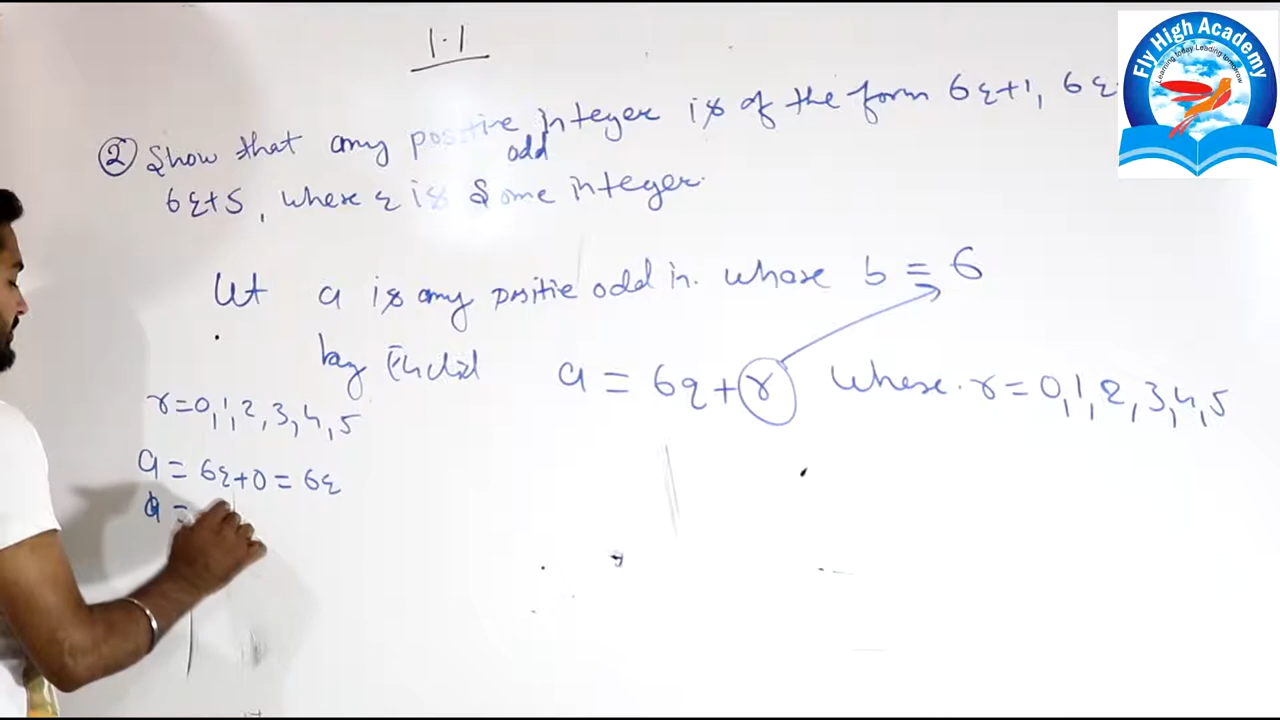 1.1
② Show that any positive odd integer is of the form 6q+1, 6q
6q+5, where q is some integer.
Let a is any positie odd in. whose b = 6
by Euclid a = 6q + r where. r = 0, 1, 2, 3, 4, 5
r = 0, 1, 2, 3, 4, 5
a = 6q + 0 = 6q
a =
Fly High Academy
Learning today Leading tomorrow